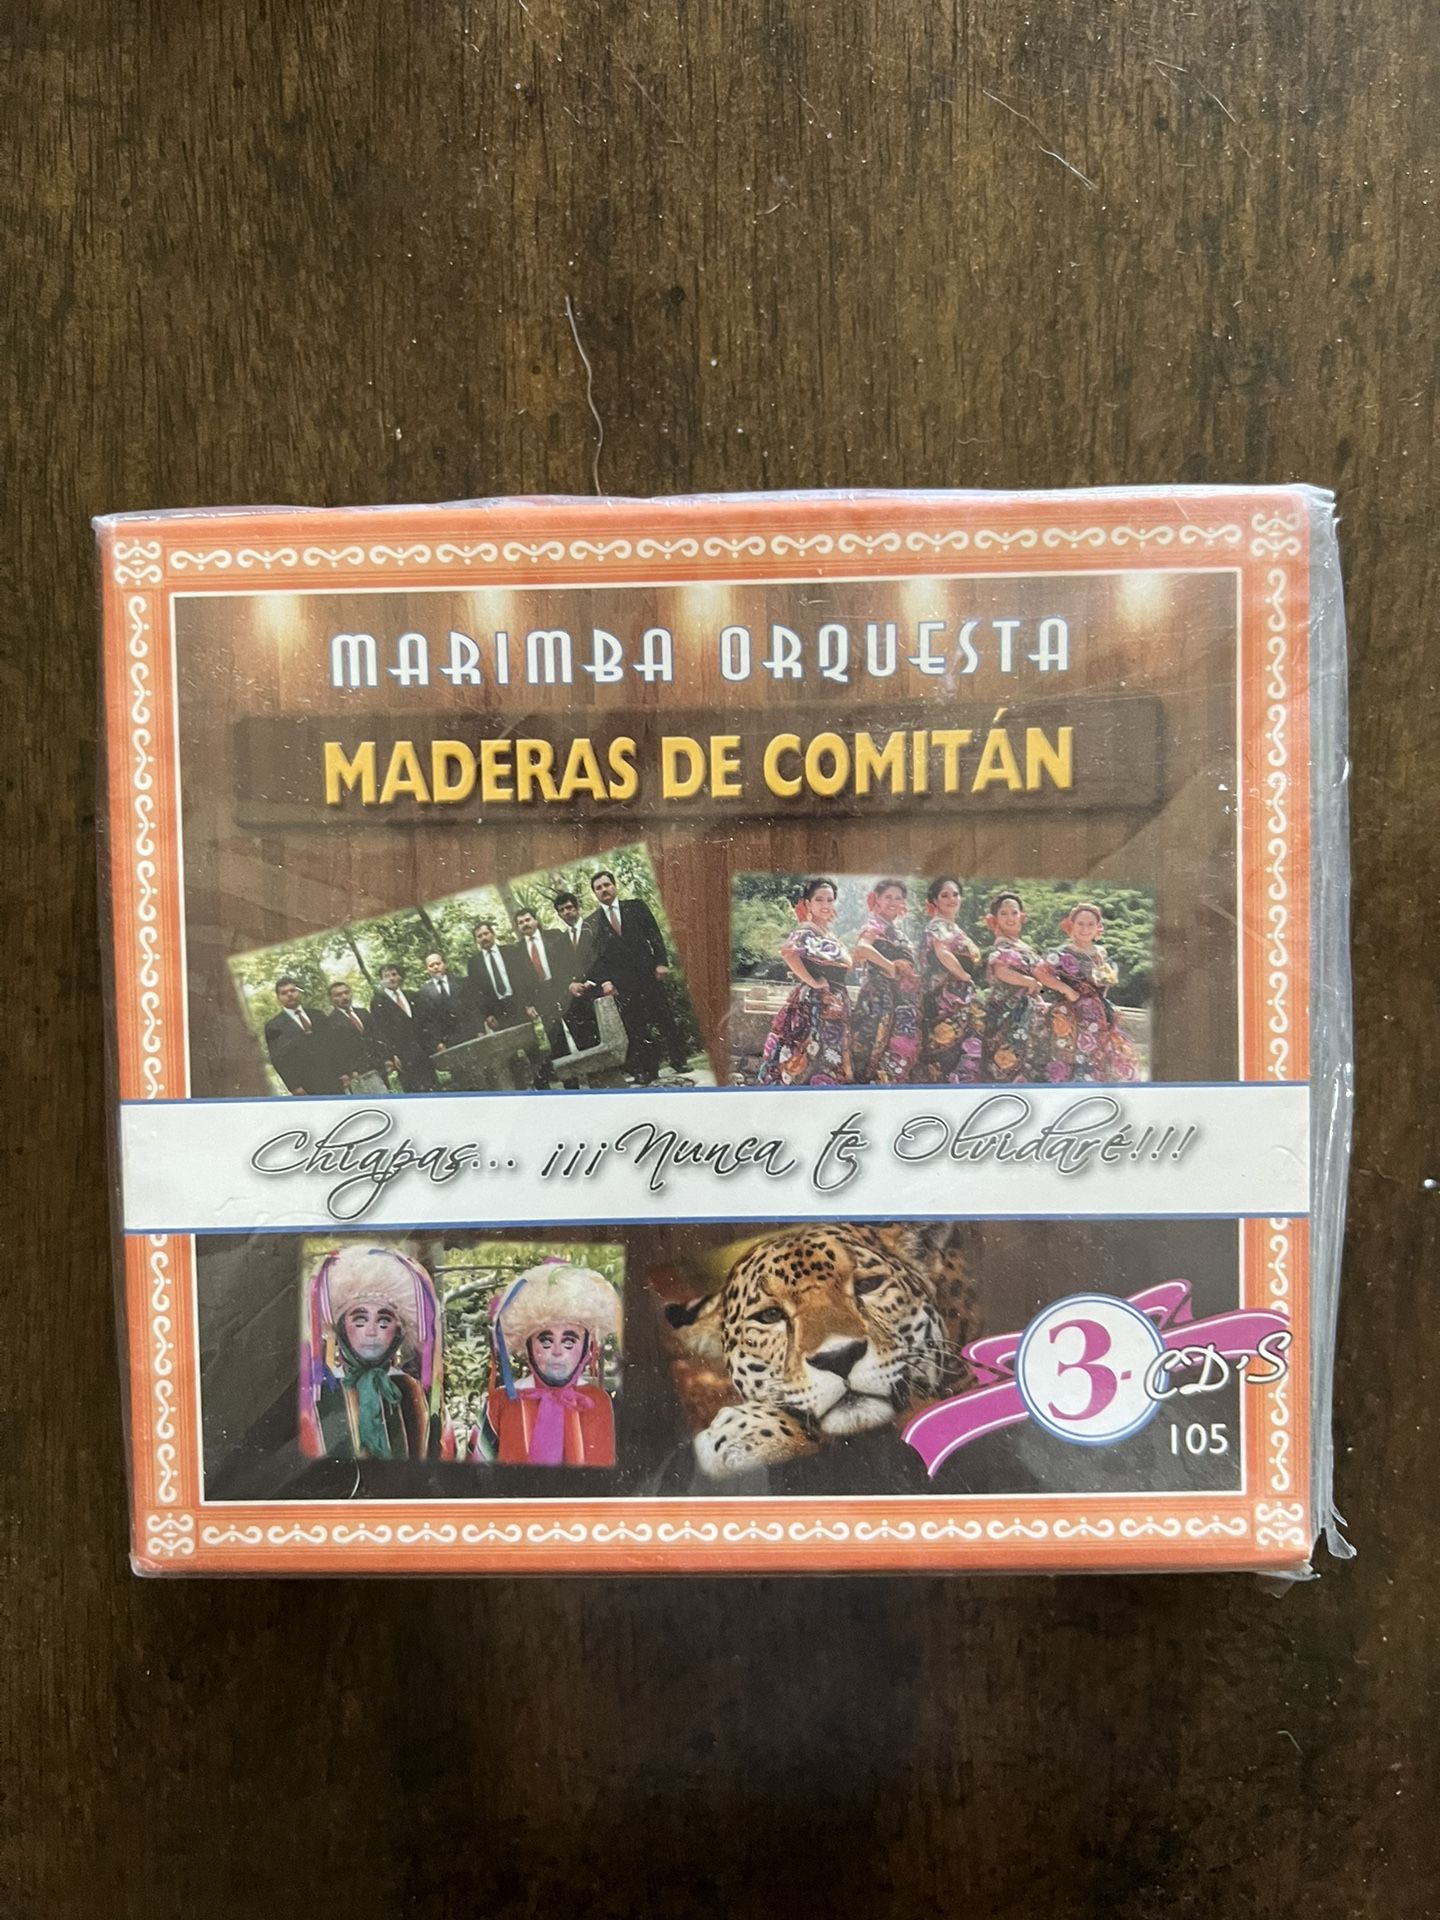 MARIMBA ORQUESTA
MADERAS DE COMITÁN
Chiapas... ¡¡¡Nunca te Olvidaré!!!
3-CD'S
105